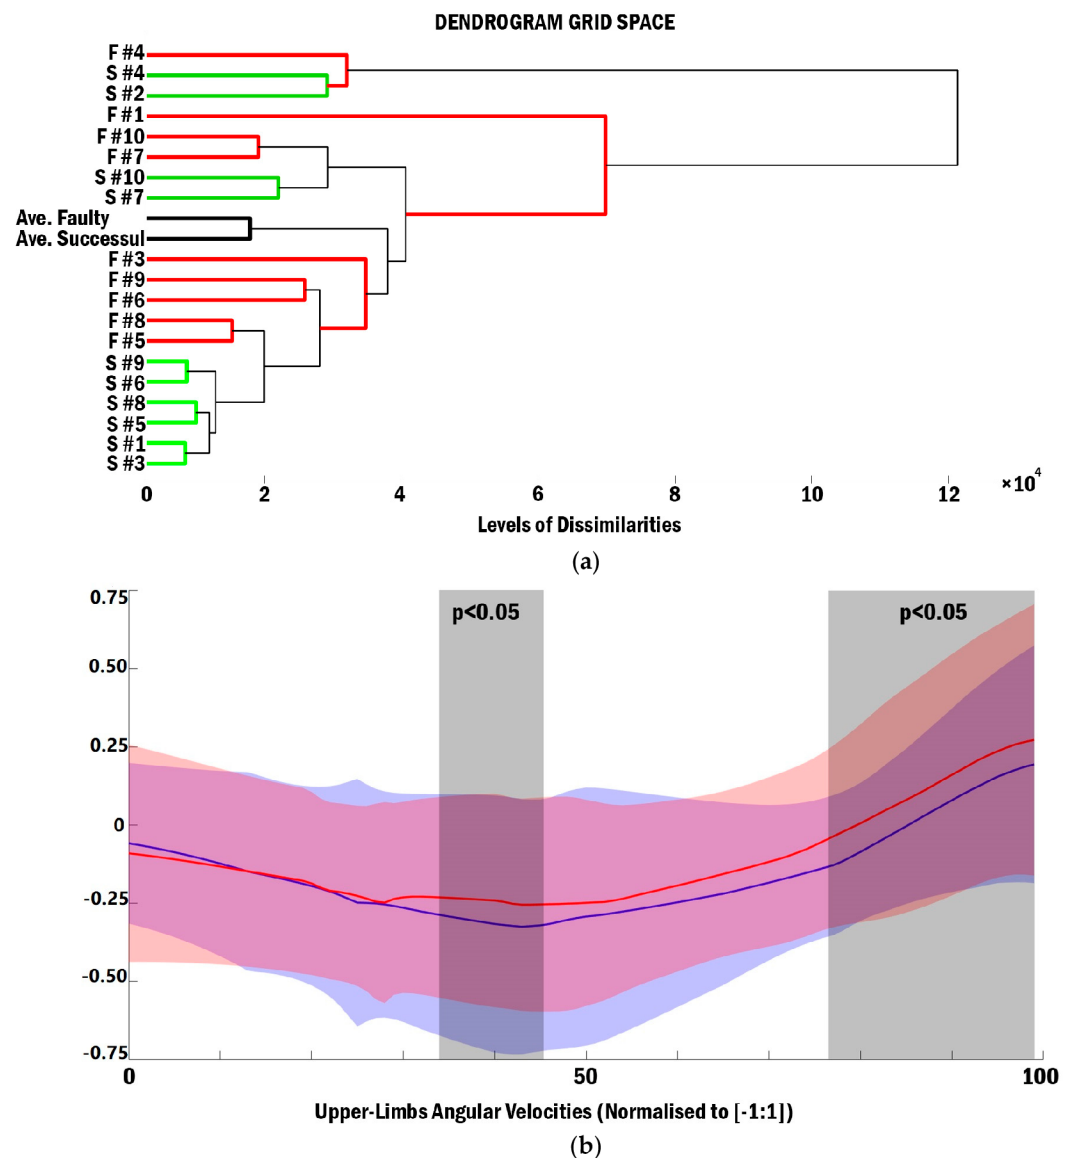 DENDROGRAM GRID SPACE
F #4
S #4
S #2
F #1
F #10
F #7
S #10
S #7
Ave. Faulty
Ave. Successul
F #3
F #9
F #6
F #8
F #5
S #9
S #6
S #8
S #5
S #1
S #3
0 2 4 6 8 10 12 ×10⁴
Levels of Dissimilarities
(a)
0.75
p<0.05 p<0.05
0.50
0.25
0
-0.25
-0.50
-0.75
0 50 100
Upper-Limbs Angular Velocities (Normalised to [-1:1])
(b)